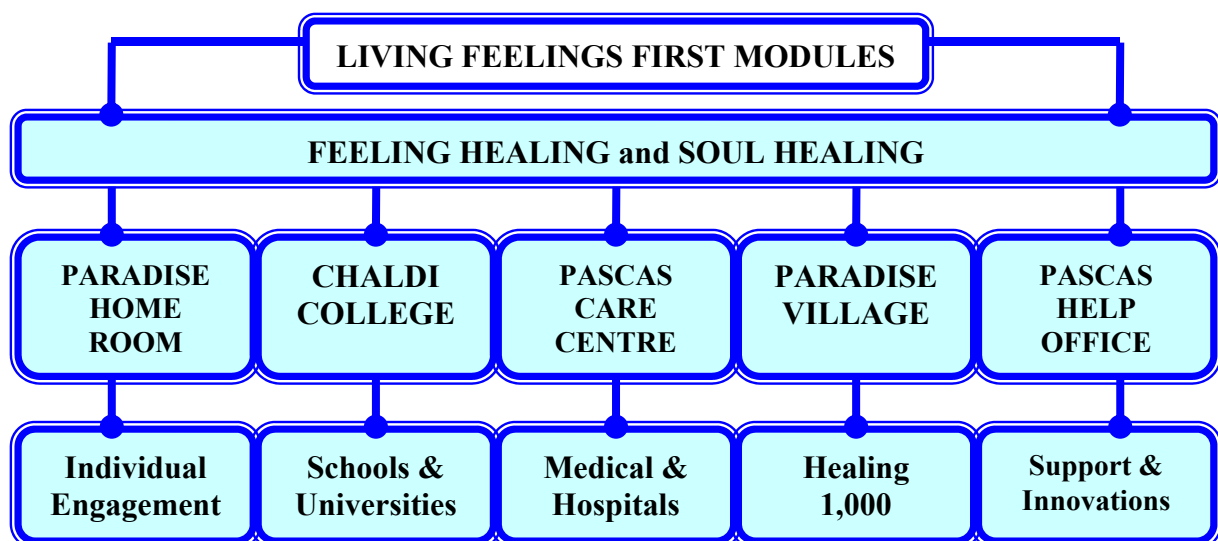 LIVING FEELINGS FIRST MODULES
FEELING HEALING and SOUL HEALING
PARADISE
HOME
ROOM
CHALDI
COLLEGE
PASCAS
CARE
CENTRE
PARADISE
VILLAGE
PASCAS
HELP
OFFICE
Individual
Engagement
Schools &
Universities
Medical &
Hospitals
Healing
1,000
Support &
Innovations